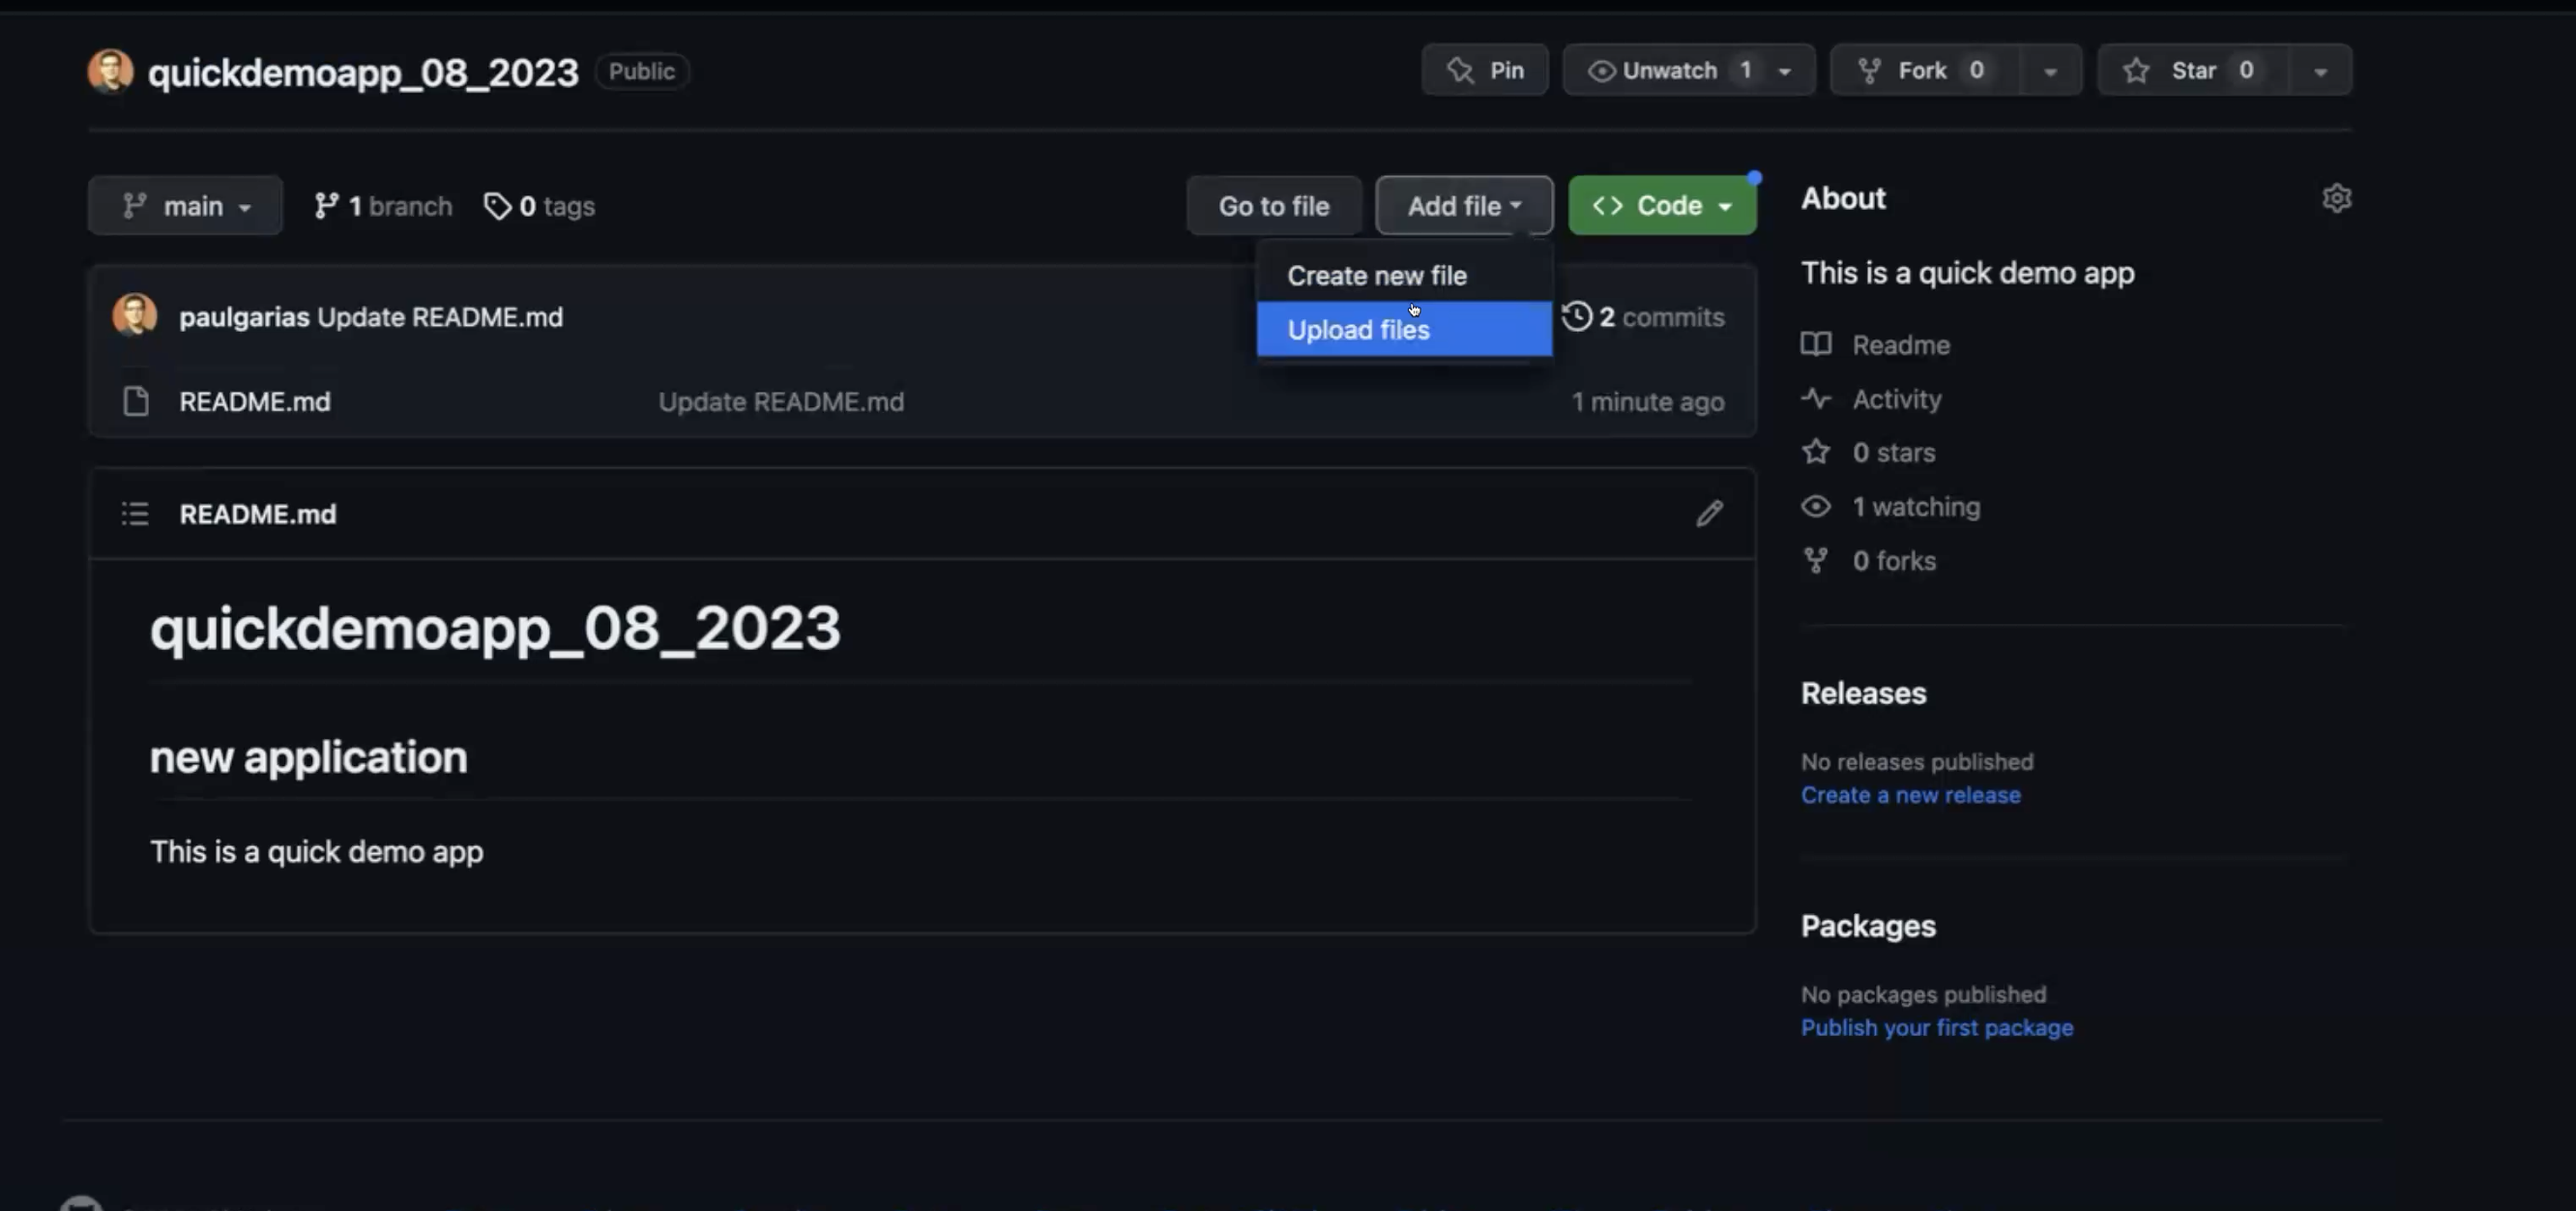 quickdemoapp_08_2023 Public Pin Unwatch 1 Fork 0 Star 0
main 1 branch 0 tags Go to file Add file Code
Create new file
Upload files
paulgarias Update README.md 2 commits
README.md Update README.md 1 minute ago
README.md
quickdemoapp_08_2023
new application
This is a quick demo app
About
This is a quick demo app
Readme
Activity
0 stars
1 watching
0 forks
Releases
No releases published
Create a new release
Packages
No packages published
Publish your first package